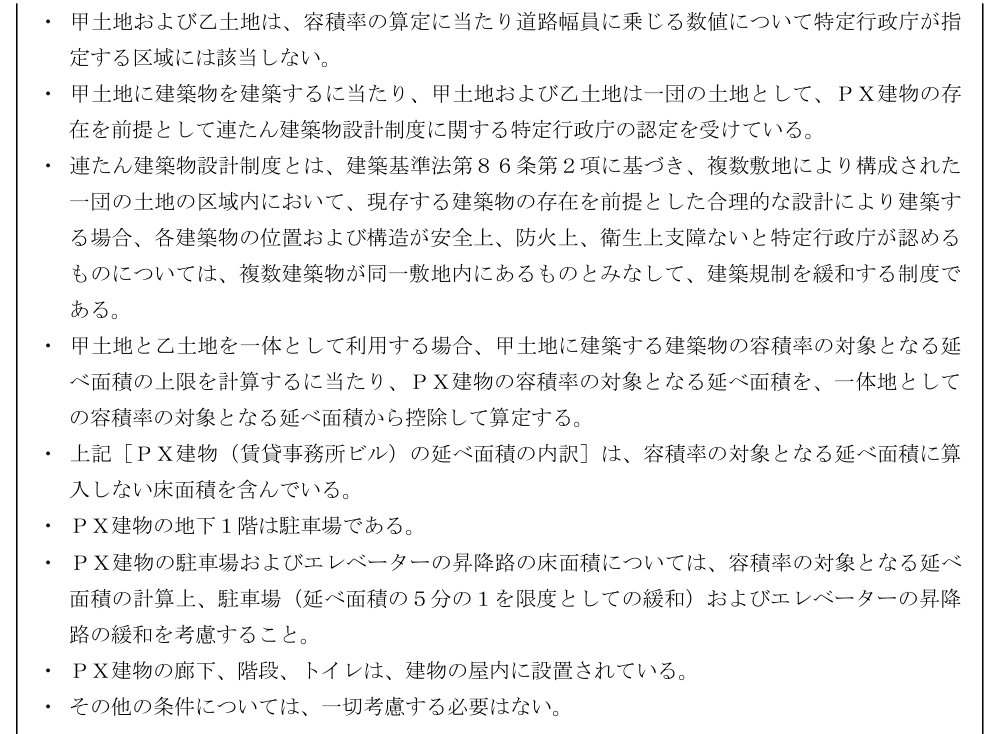 ・ 甲土地および乙土地は、容積率の算定に当たり道路幅員に乗じる数値について特定行政庁が指
定する区域には該当しない。
・ 甲土地に建築物を建築するに当たり、甲土地および乙土地は一団の土地として、ＰＸ建物の存
在を前提として連たん建築物設計制度に関する特定行政庁の認定を受けている。
・ 連たん建築物設計制度とは、建築基準法第８６条第２項に基づき、複数敷地により構成された
一団の土地の区域内において、現存する建築物の存在を前提とした合理的な設計により建築す
る場合、各建築物の位置および構造が安全上、防火上、衛生上支障ないと特定行政庁が認める
ものについては、複数建築物が同一敷地内にあるものとみなして、建築規制を緩和する制度で
ある。
・ 甲土地と乙土地を一体として利用する場合、甲土地に建築する建築物の容積率の対象となる延
べ面積の上限を計算するに当たり、ＰＸ建物の容積率の対象となる延べ面積を、一体地として
の容積率の対象となる延べ面積から控除して算定する。
・ 上記［ＰＸ建物（賃貸事務所ビル）の延べ面積の内訳］は、容積率の対象となる延べ面積に算
入しない床面積を含んでいる。
・ ＰＸ建物の地下１階は駐車場である。
・ ＰＸ建物の駐車場およびエレベーターの昇降路の床面積については、容積率の対象となる延べ
面積の計算上、駐車場（延べ面積の５分の１を限度としての緩和）およびエレベーターの昇降
路の緩和を考慮すること。
・ ＰＸ建物の廊下、階段、トイレは、建物の屋内に設置されている。
・ その他の条件については、一切考慮する必要はない。